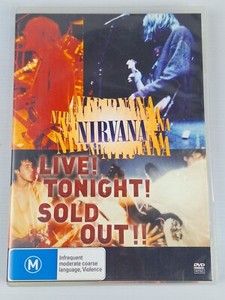 NIRVANA
LIVE!
TONIGHT!
SOLD
OUT!!
M
Infrequent
moderate coarse
language, Violence
DVD